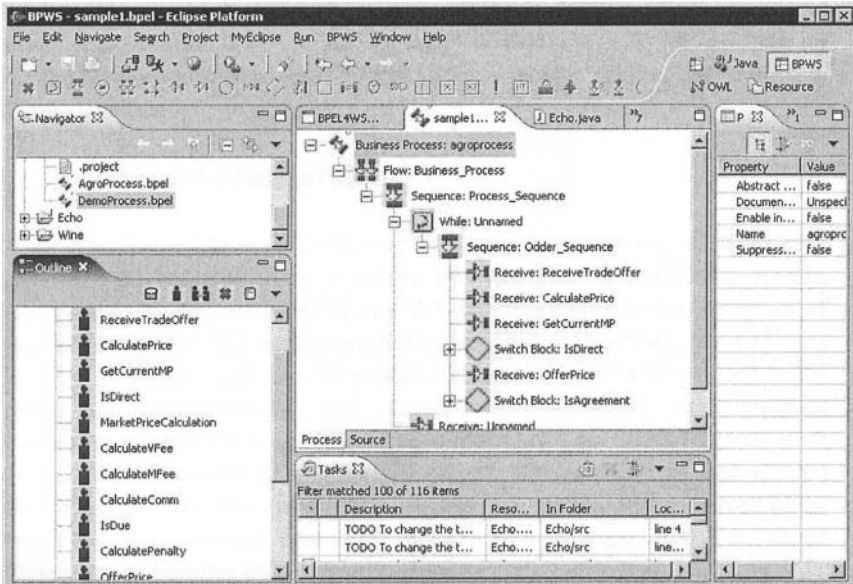 BPWS - sample1.bpel - Eclipse Platform
File Edit Navigate Search Project MyEclipse Run BPWS Window Help
Java BPWS
OWL Resource
Navigator
.project
AgroProcess.bpel
DemoProcess.bpel
Echo
Wine
Outline
ReceiveTradeOffer
CalculatePrice
GetCurrentMP
IsDirect
MarketPriceCalculation
CalculateVFee
CalculateMFee
CalculateComm
IsDue
CalculatePenalty
OfferPrice
BPEL4WS... sample1... Echo.java »7
Business Process: agroprocess
Flow: Business_Process
Sequence: Process_Sequence
While: Unnamed
Sequence: Odder_Sequence
Receive: ReceiveTradeOffer
Receive: CalculatePrice
Receive: GetCurrentMP
Switch Block: IsDirect
Receive: OfferPrice
Switch Block: IsAgreement
Receive: Unnamed
Process Source
Tasks
Filter matched 100 of 116 items
Description Reso... In Folder Loc...
TODO To change the t... Echo.... Echo/src line 4
TODO To change the t... Echo.... Echo/src line...
P »1
Property Value
Abstract ... false
Documen... Unspeci
Enable in... false
Name agroprc
Suppress... false